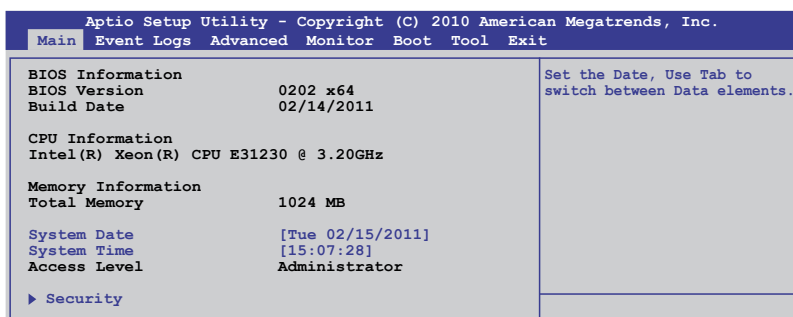 Aptio Setup Utility - Copyright (C) 2010 American Megatrends, Inc.
Main Event Logs Advanced Monitor Boot Tool Exit
BIOS Information
BIOS Version 0202 x64
Build Date 02/14/2011
CPU Information
Intel(R) Xeon(R) CPU E31230 @ 3.20GHz
Memory Information
Total Memory 1024 MB
System Date [Tue 02/15/2011]
System Time [15:07:28]
Access Level Administrator
Security
Set the Date, Use Tab to
switch between Data elements.